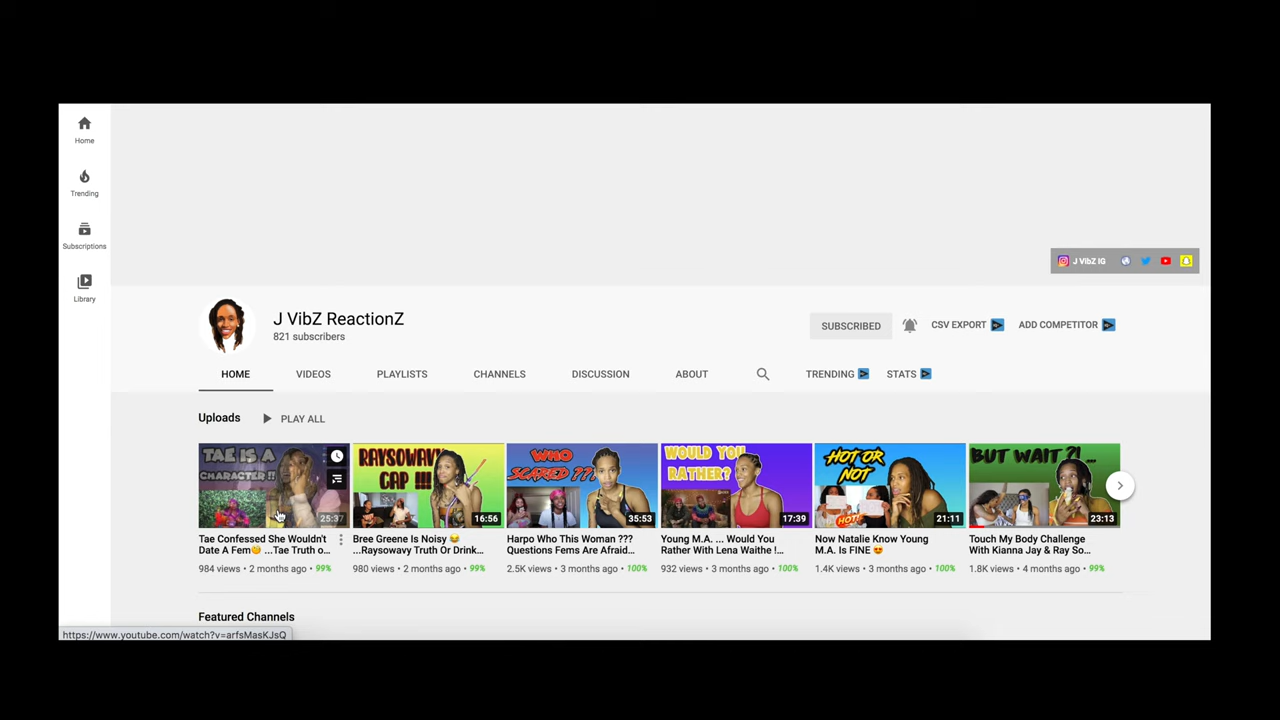 Home
Trending
Subscriptions
Library
J VibZ IG
J VibZ ReactionZ
821 subscribers
SUBSCRIBED
CSV EXPORT
ADD COMPETITOR
HOME
VIDEOS
PLAYLISTS
CHANNELS
DISCUSSION
ABOUT
TRENDING
STATS
Uploads
PLAY ALL
TAE IS A
CHARACTER !!
25:37
Tae Confessed She Wouldn't
Date A Fem😏 ...Tae Truth o...
984 views • 2 months ago • 99%
RAYSOWAVY
CAP !!!
16:56
Bree Greene Is Noisy 😂
...Raysowavy Truth Or Drink...
980 views • 2 months ago • 99%
WHO
SCARED ???
35:53
Harpo Who This Woman ???
Questions Fems Are Afraid...
2.5K views • 3 months ago • 100%
WOULD YOU
RATHER?
17:39
Young M.A. ... Would You
Rather With Lena Waithe !...
932 views • 3 months ago • 100%
HOT OR
NOT
HOT!
21:11
Now Natalie Know Young
M.A. Is FINE 😍
1.4K views • 3 months ago • 100%
BUT WAIT ?! ...
23:13
Touch My Body Challenge
With Kianna Jay & Ray So...
1.8K views • 4 months ago • 99%
Featured Channels
https://www.youtube.com/watch?v=arfsMasKJsQ